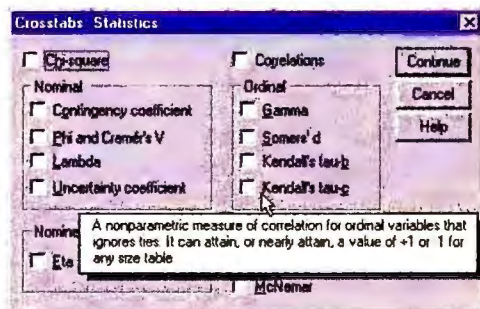 Crosstabs Statistics
Chi-square
Correlations
Continue
Cancel
Help
Nominal
Contingency coefficient
Phi and Cramér's V
Lambda
Uncertainty coefficient
Ordinal
Gamma
Somers' d
Kendall's tau-b
Kendall's tau-c
A nonparametric measure of correlation for ordinal variables that
ignores ties. It can attain, or nearly attain, a value of +1 or 1 for
any size table
Nomina
Eta
McNemar